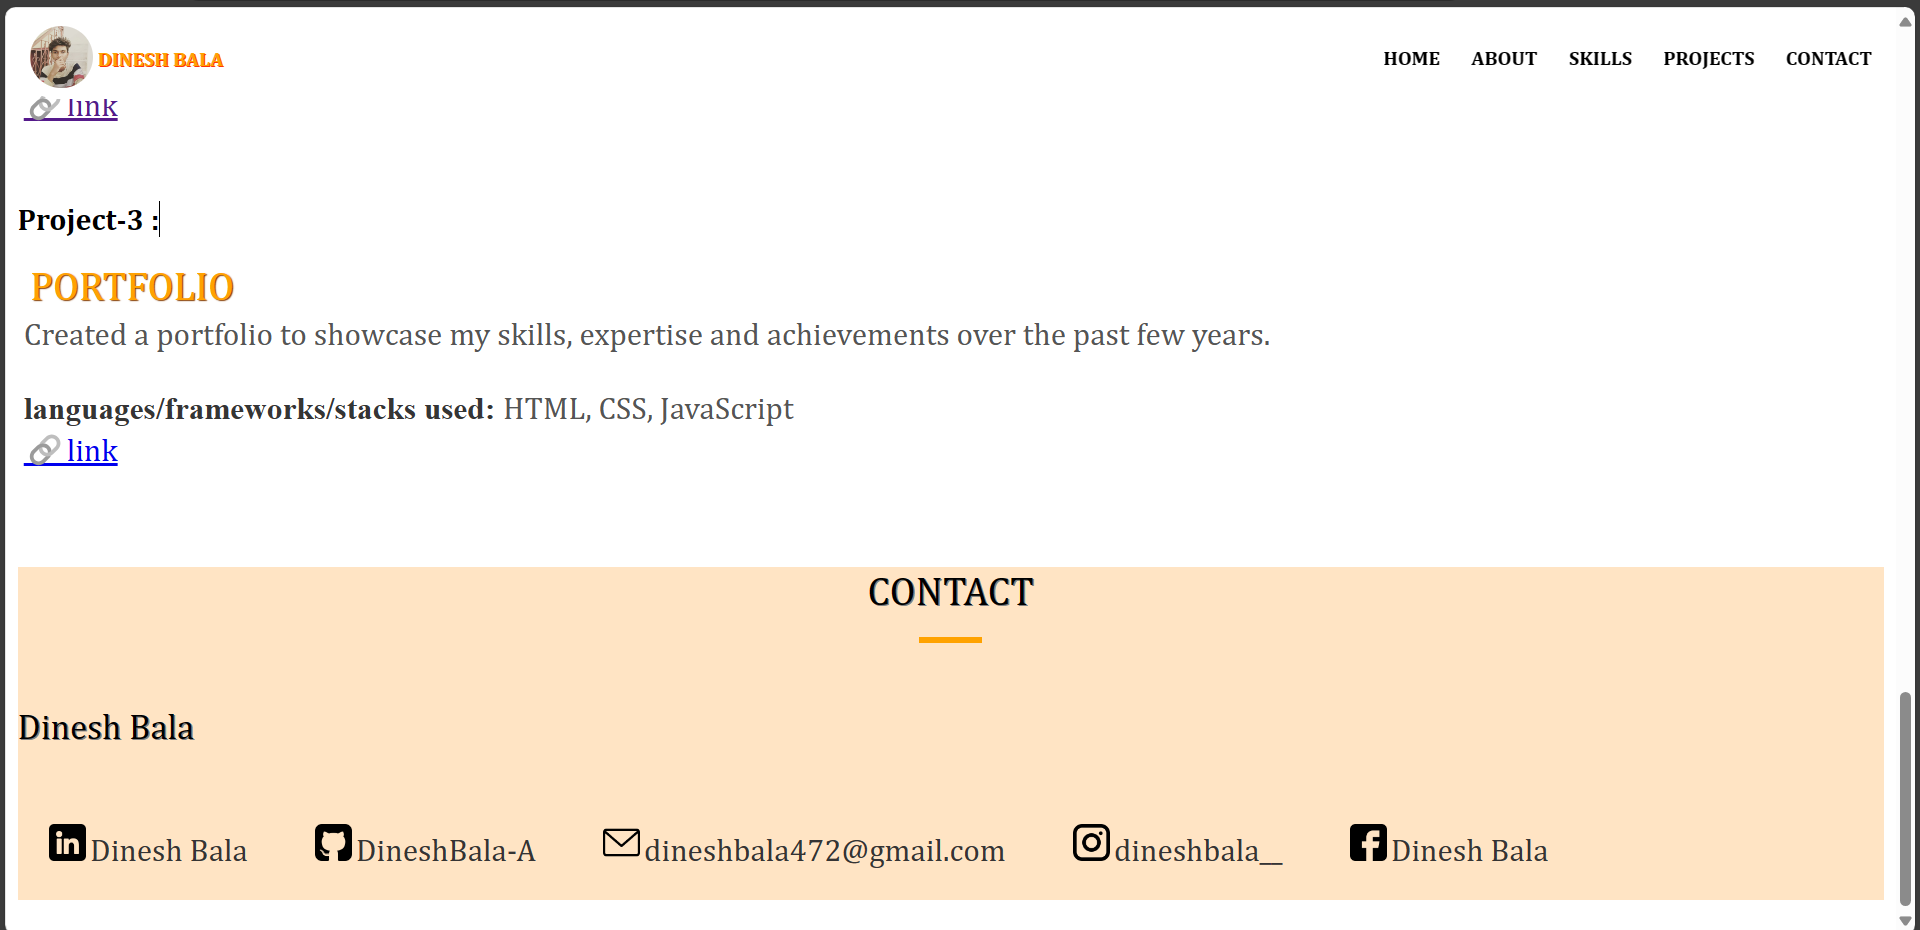 DINESH BALA HOME ABOUT SKILLS PROJECTS CONTACT
link
Project-3 :
PORTFOLIO
Created a portfolio to showcase my skills, expertise and achievements over the past few years.
languages/frameworks/stacks used: HTML, CSS, JavaScript
link
CONTACT
Dinesh Bala
Dinesh Bala DineshBala-A dineshbala472@gmail.com dineshbala__ Dinesh Bala